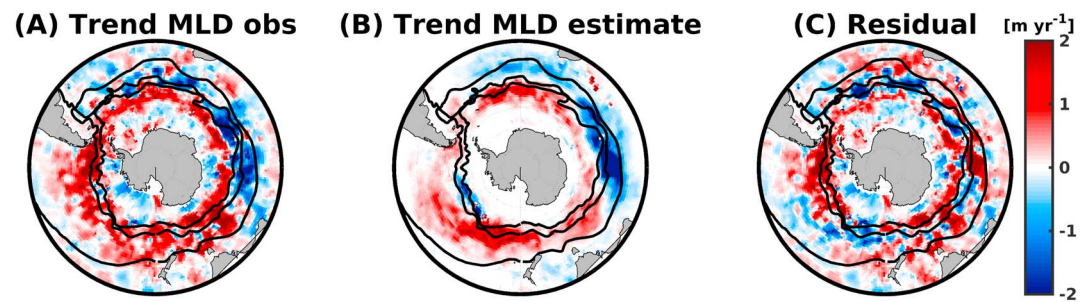 (A) Trend MLD obs
(B) Trend MLD estimate
(C) Residual
[m yr⁻¹]
2
1
0
-1
-2